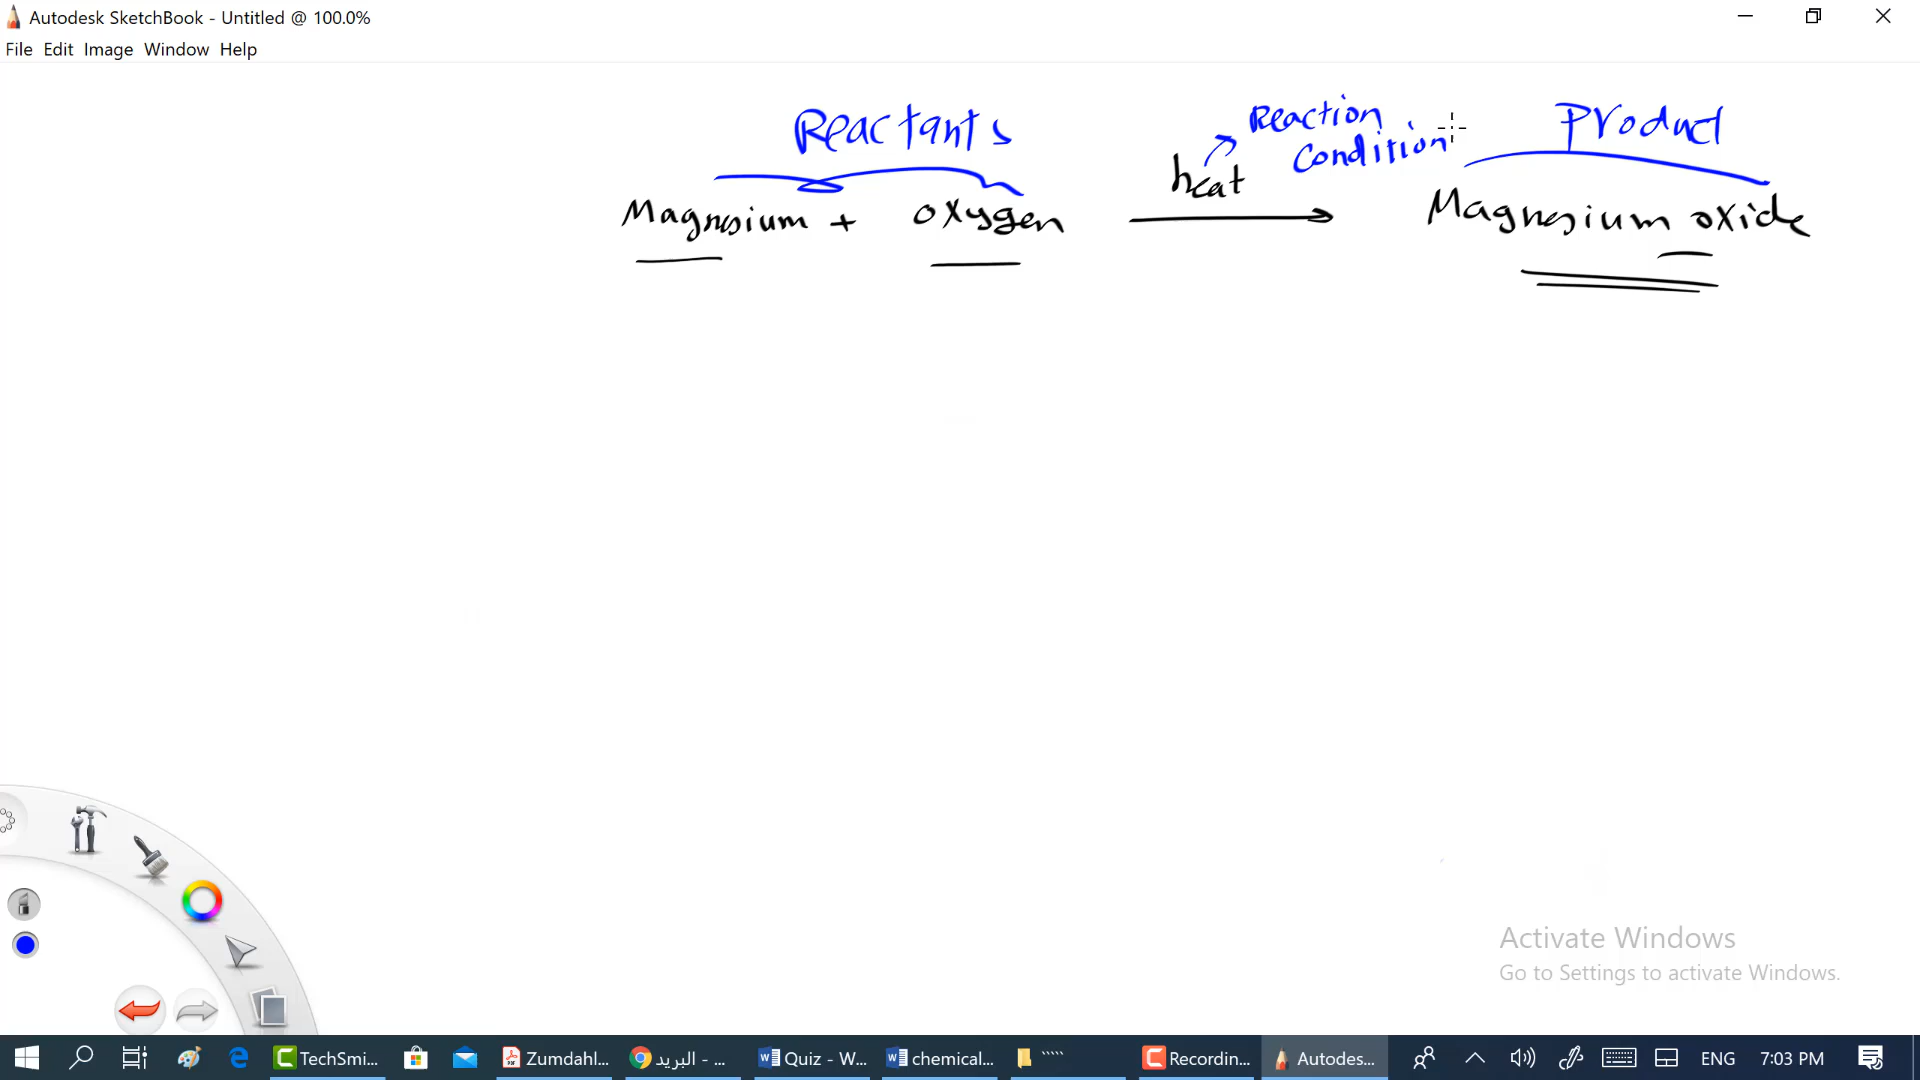 Autodesk SketchBook - Untitled @ 100.0%
File Edit Image Window Help
Reactants
Reaction
Condition
Product
heat
Magnesium + oxygen
Magnesium oxide
Activate Windows
Go to Settings to activate Windows.
TechSmi...
Zumdahl...
البريد - ...
Quiz - W...
chemical...
`````
Recordin...
Autodes...
ENG
7:03 PM